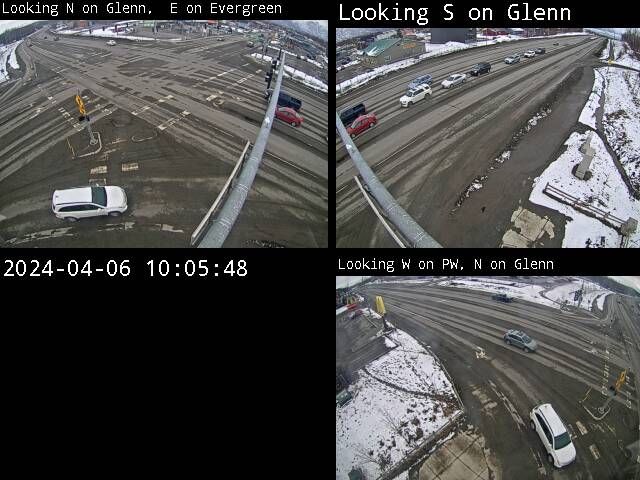 Looking N on Glenn, E on Evergreen
Looking S on Glenn
2024-04-06 10:05:48
Looking W on PW, N on Glenn